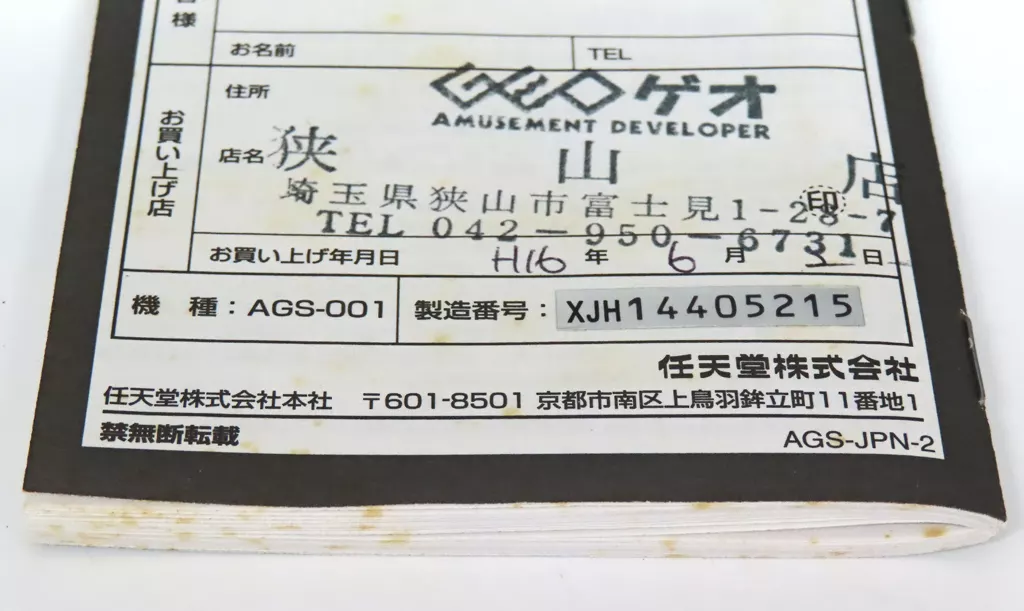 様
お名前
TEL
お買い上げ店
住所
GEO ゲオ
AMUSEMENT DEVELOPER
店名
狭山店
埼玉県狭山市富士見1-28-7
印
TEL 042-950-6731
お買い上げ年月日 H16 年 6 月 日
機 種：AGS-001
製造番号：XJH14405215
任天堂株式会社
任天堂株式会社本社 〒601-8501 京都市南区上鳥羽鉾立町11番地1
禁無断転載
AGS-JPN-2